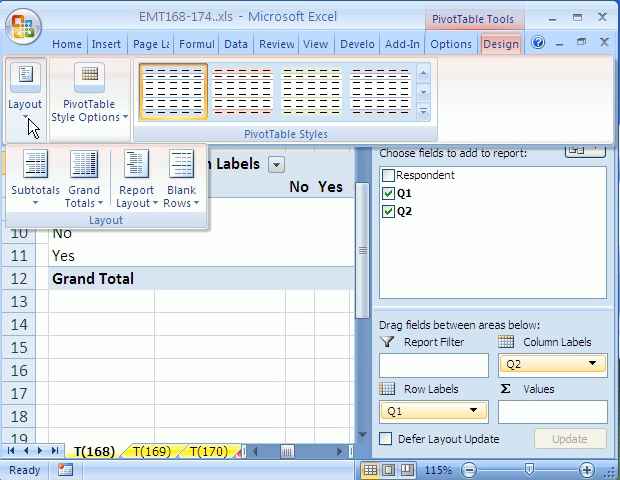 EMT168-174..xls - Microsoft Excel
PivotTable Tools
Home Insert Page La Formul Data Review View Develo Add-In Options Design
Layout
PivotTable
Style Options
PivotTable Styles
Subtotals
Grand
Totals
Report
Layout
Blank
Rows
Layout
n Labels
No Yes
10 No
11 Yes
12 Grand Total
13
14
15
16
17
18
19
Choose fields to add to report:
Respondent
Q1
Q2
Drag fields between areas below:
Report Filter
Column Labels
Q2
Row Labels
Σ Values
Q1
Defer Layout Update
Update
T(168) T(169) T(170)
Ready
115%